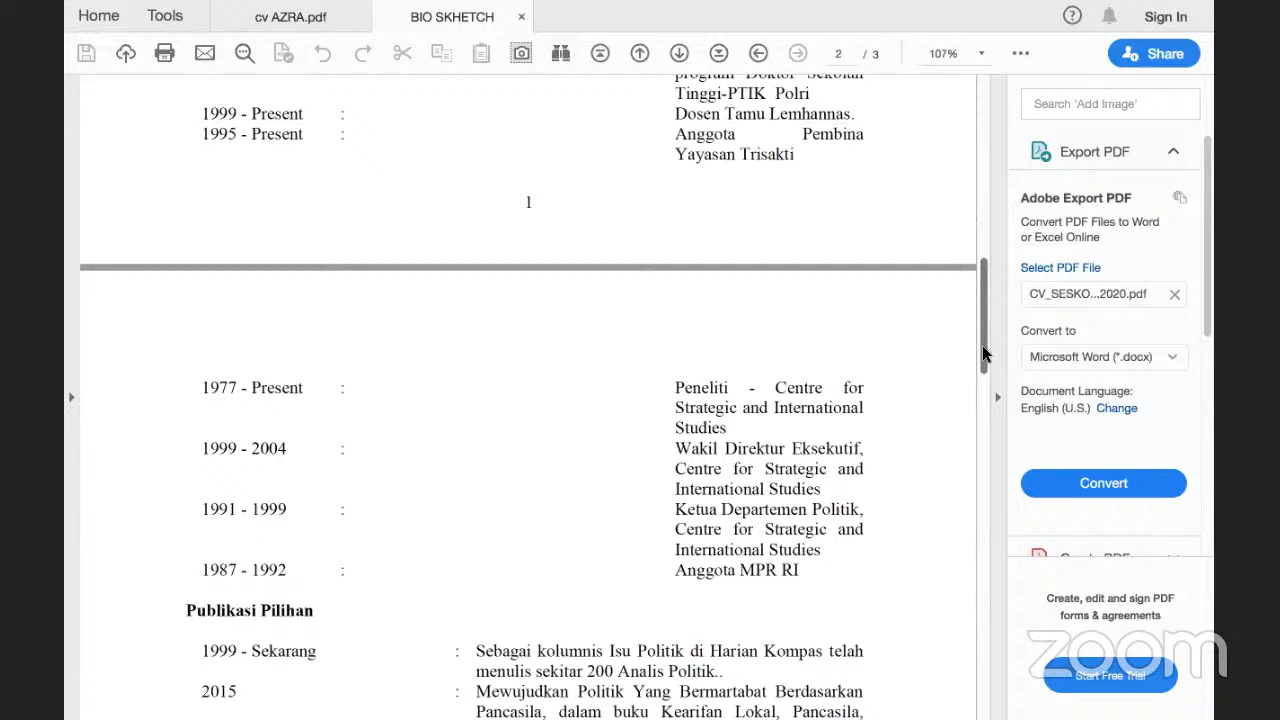 Home Tools cv AZRA.pdf BIO SKHETCH × Sign In
2 / 3 107% Share
program Doktor Sekolah
Tinggi-PTIK Polri
1999 - Present : Dosen Tamu Lemhannas.
1995 - Present : Anggota Pembina
Yayasan Trisakti
1
1977 - Present : Peneliti - Centre for
Strategic and International
Studies
1999 - 2004 : Wakil Direktur Eksekutif,
Centre for Strategic and
International Studies
1991 - 1999 : Ketua Departemen Politik,
Centre for Strategic and
International Studies
1987 - 1992 : Anggota MPR RI
Publikasi Pilihan
1999 - Sekarang : Sebagai kolumnis Isu Politik di Harian Kompas telah
menulis sekitar 200 Analis Politik..
2015 : Mewujudkan Politik Yang Bermartabat Berdasarkan
Pancasila, dalam buku Kearifan Lokal, Pancasila,
Search 'Add Image'
Export PDF
Adobe Export PDF
Convert PDF Files to Word
or Excel Online
Select PDF File
CV_SESKO...2020.pdf
Convert to
Microsoft Word (*.docx)
Document Language:
English (U.S.) Change
Convert
Create, edit and sign PDF
forms & agreements
Start Free Trial
zoom